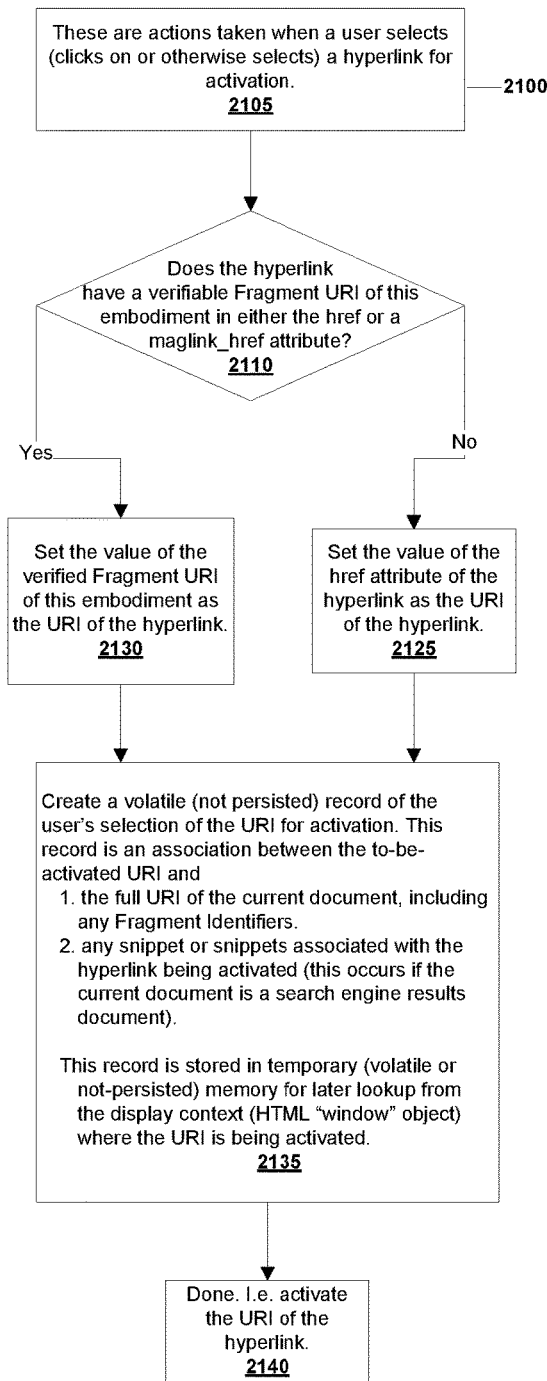 These are actions taken when a user selects
(clicks on or otherwise selects) a hyperlink for
activation.
2105
2100
Does the hyperlink
have a verifiable Fragment URI of this
embodiment in either the href or a
maglink_href attribute?
2110
Yes
No
Set the value of the
verified Fragment URI
of this embodiment as
the URI of the hyperlink.
2130
Set the value of the
href attribute of the
hyperlink as the URI
of the hyperlink.
2125
Create a volatile (not persisted) record of the
user's selection of the URI for activation. This
record is an association between the to-be-
activated URI and
1. the full URI of the current document, including
any Fragment Identifiers.
2. any snippet or snippets associated with the
hyperlink being activated (this occurs if the
current document is a search engine results
document).
This record is stored in temporary (volatile or
not-persisted) memory for later lookup from
the display context (HTML "window" object)
where the URI is being activated.
2135
Done. I.e. activate
the URI of the
hyperlink.
2140